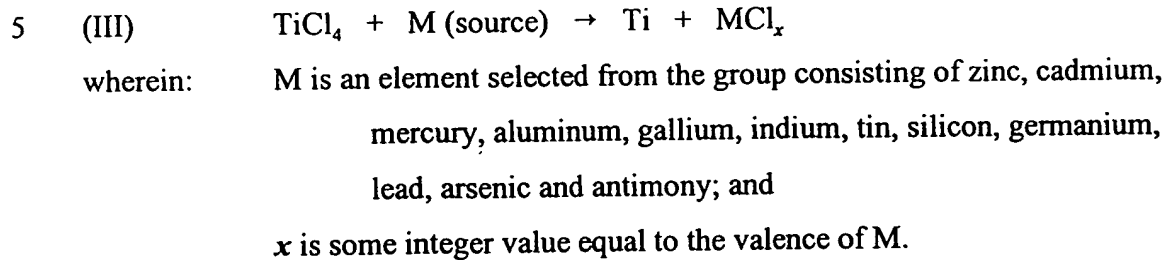 5 (III) TiCl₄ + M (source) → Ti + MClₓ
wherein: M is an element selected from the group consisting of zinc, cadmium,
mercury, aluminum, gallium, indium, tin, silicon, germanium,
lead, arsenic and antimony; and
x is some integer value equal to the valence of M.